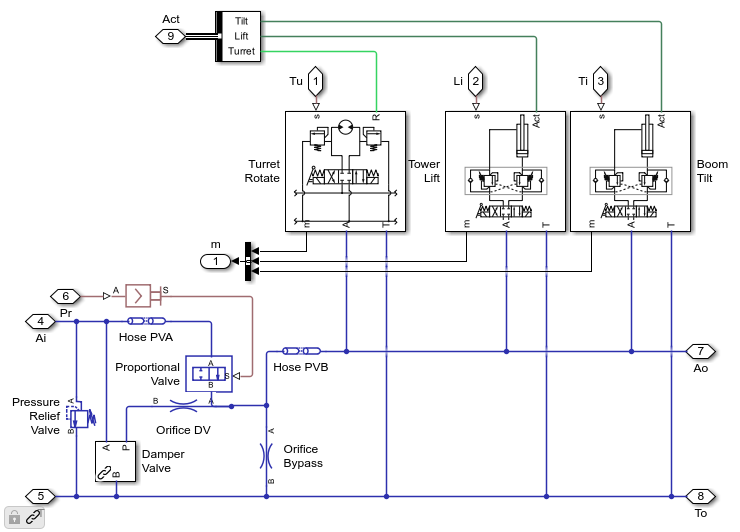 Act
9
Tilt
Lift
Turret
Tu
1
Li
2
Ti
3
s
R
s
Act
s
Act
Turret
Rotate
Tower
Lift
Boom
Tilt
m
A
T
m
A
T
m
A
T
m
1
6
Pr
A
S
4
Ai
Hose PVA
Proportional
Valve
A
B
S
Hose PVB
7
Ao
Pressure
Relief
Valve
A
B
B
A
Orifice DV
A
P
B
Damper
Valve
A
B
Orifice
Bypass
5
8
To